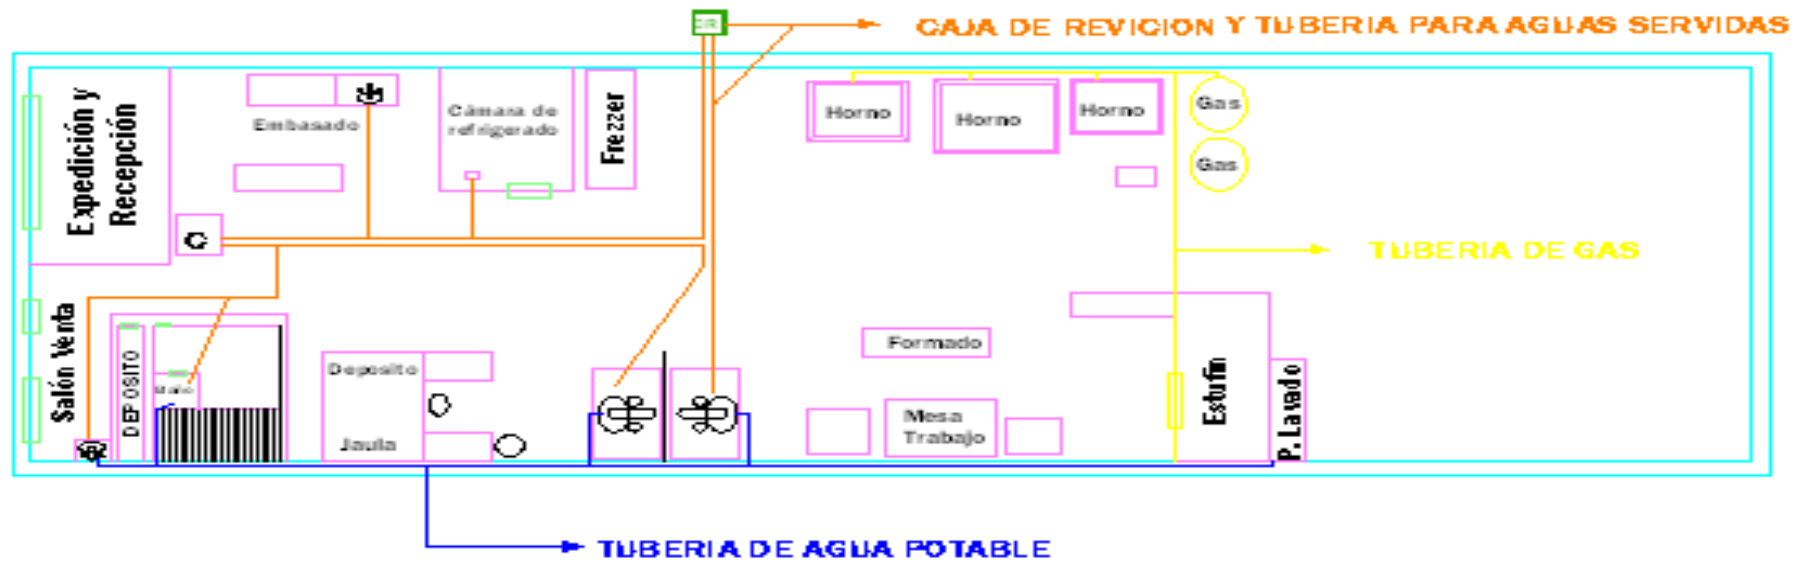 CAJA DE REVICION Y TUBERIA PARA AGUAS SERVIDAS
Expedición y
Recepción
Embasado
Cámara de
refrigerado
Frezzer
Horno
Horno
Horno
Gas
Gas
TUBERIA DE GAS
Salón Venta
DEPOSITO
Deposito
Jaula
Formado
Mesa
Trabajo
Estufin
P. Lavado
TUBERIA DE AGUA POTABLE